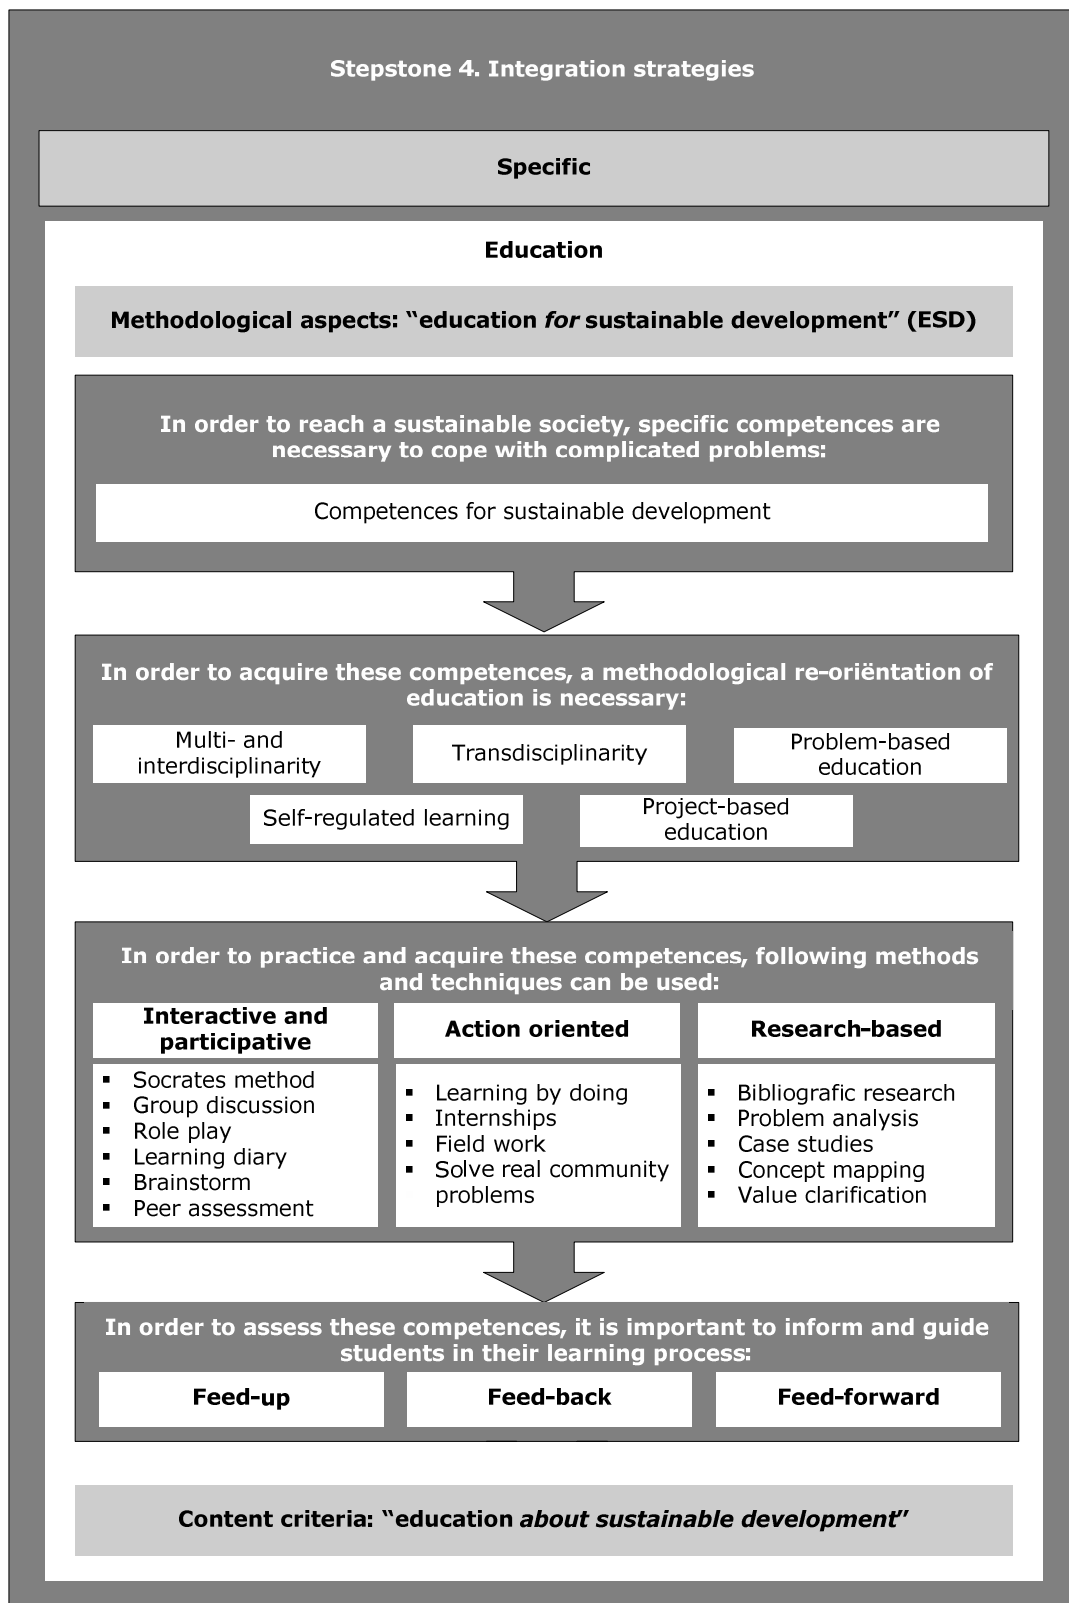 Stepstone 4. Integration strategies
Specific
Education
Methodological aspects: “education for sustainable development” (ESD)
In order to reach a sustainable society, specific competences are
necessary to cope with complicated problems:
Competences for sustainable development
In order to acquire these competences, a methodological re-oriëntation of
education is necessary:
Multi- and
interdisciplinarity
Transdisciplinarity
Problem-based
education
Self-regulated learning
Project-based
education
In order to practice and acquire these competences, following methods
and techniques can be used:
Interactive and
participative
▪ Socrates method
▪ Group discussion
▪ Role play
▪ Learning diary
▪ Brainstorm
▪ Peer assessment
Action oriented
▪ Learning by doing
▪ Internships
▪ Field work
▪ Solve real community
problems
Research-based
▪ Bibliografic research
▪ Problem analysis
▪ Case studies
▪ Concept mapping
▪ Value clarification
In order to assess these competences, it is important to inform and guide
students in their learning process:
Feed-up
Feed-back
Feed-forward
Content criteria: “education about sustainable development”